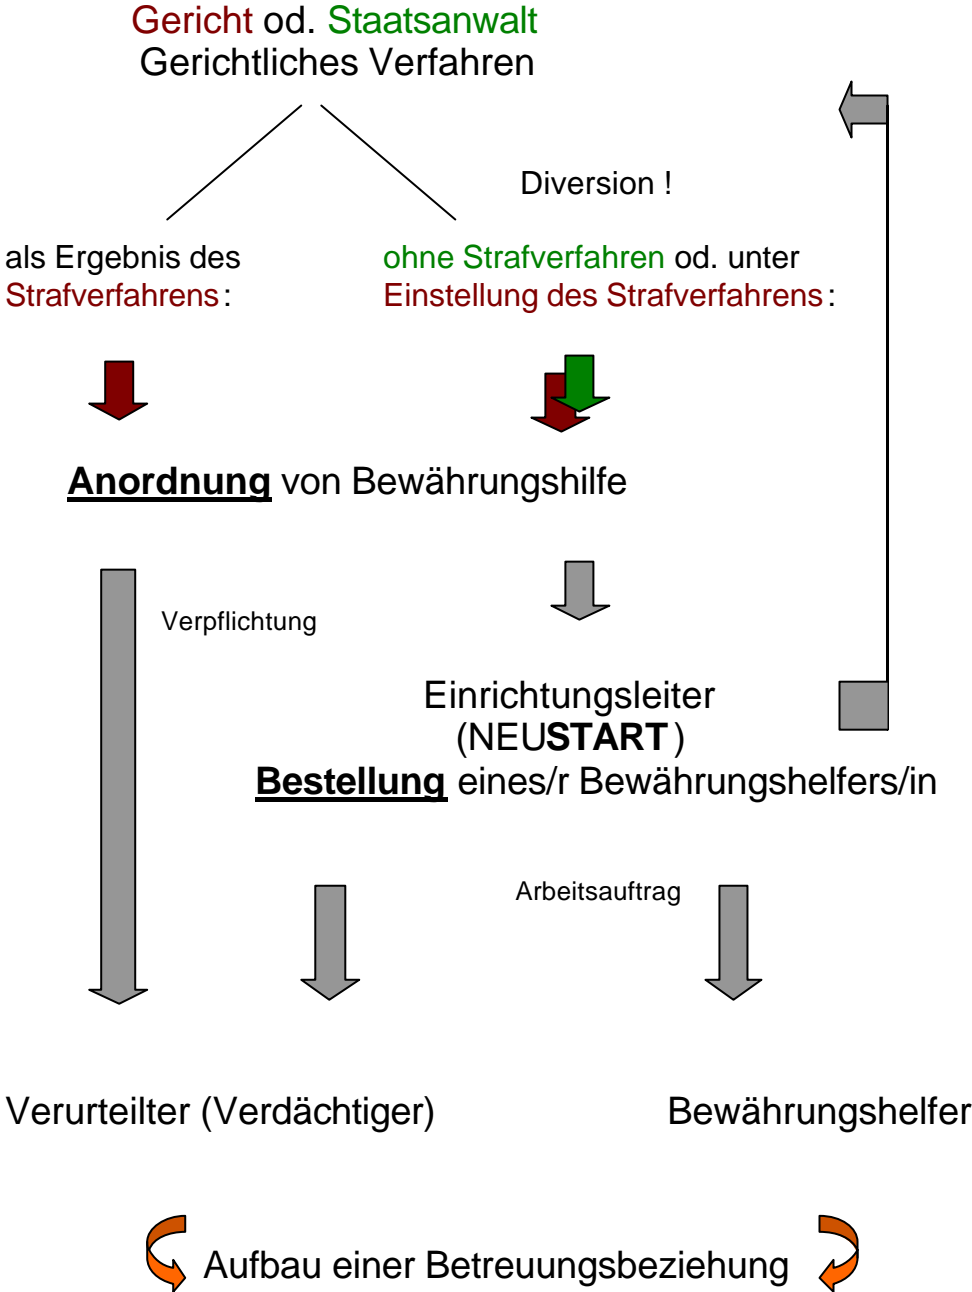 Gericht od. Staatsanwalt
Gerichtliches Verfahren
Diversion !
als Ergebnis des
Strafverfahrens:
ohne Strafverfahren od. unter
Einstellung des Strafverfahrens:
Anordnung von Bewährungshilfe
Verpflichtung
Einrichtungsleiter
(NEUSTART)
Bestellung eines/r Bewährungshelfers/in
Arbeitsauftrag
Verurteilter (Verdächtiger)
Bewährungshelfer
Aufbau einer Betreuungsbeziehung